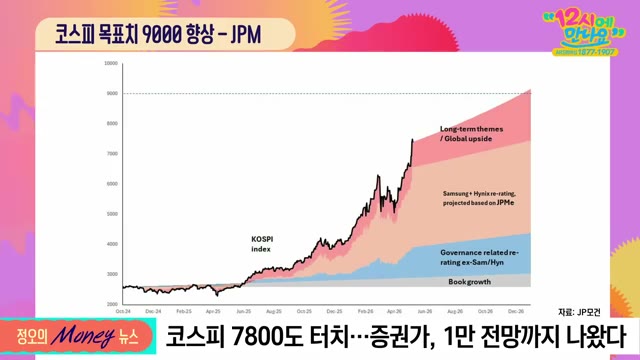 코스피 목표치 9000 향상 – JPM
"12시에
만나요"
1877-1907
10000
9000
8000
7000
6000
5000
4000
3000
2000
Long-term themes
/ Global upside
Samsung + Hynix re-rating,
projected based on JPMe
KOSPI
index
Governance related re-
rating ex-Sam/Hyn
Book growth
Oct-24 Dec-24 Feb-25 Apr-25 Jun-25 Aug-25 Oct-25 Dec-25 Feb-26 Apr-26 Jun-26 Aug-26 Oct-26 Dec-26
자료: JP모건
정오의 Money 뉴스
코스피 7800도 터치…증권가, 1만 전망까지 나왔다